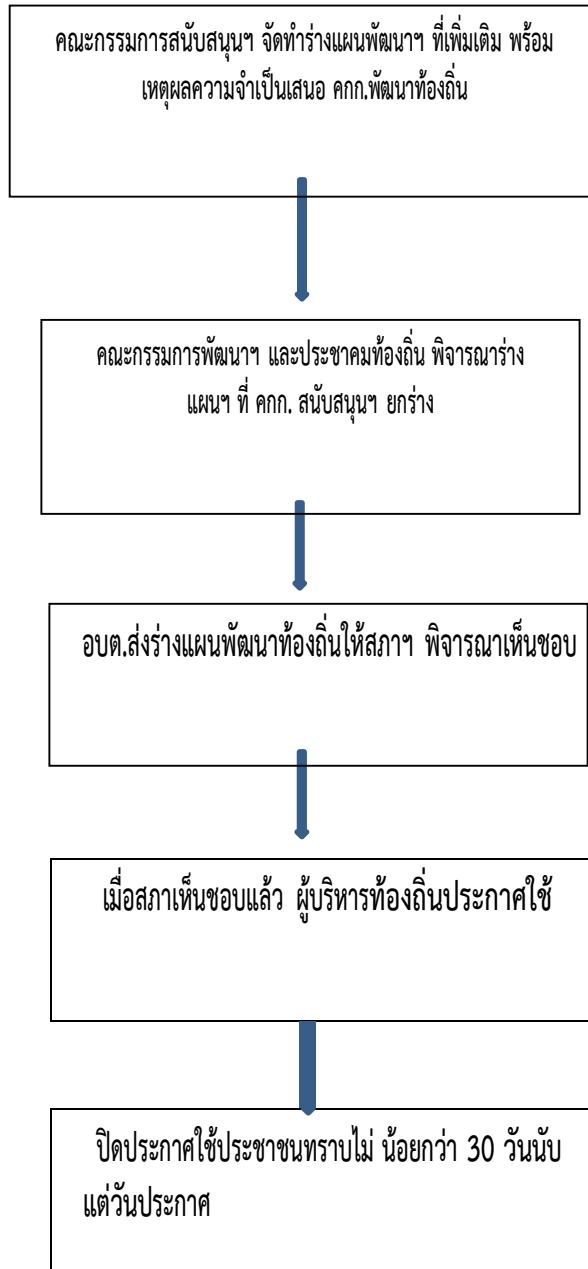 คณะกรรมการสนับสนุนฯ จัดทำร่างแผนพัฒนาฯ ที่เพิ่มเติม พร้อม
เหตุผลความจำเป็นเสนอ คกก.พัฒนาท้องถิ่น
คณะกรรมการพัฒนาฯ และประชาคมท้องถิ่น พิจารณาร่าง
แผนฯ ที่ คกก. สนับสนุนฯ ยกร่าง
อบต.ส่งร่างแผนพัฒนาท้องถิ่นให้สภาฯ พิจารณาเห็นชอบ
เมื่อสภาเห็นชอบแล้ว ผู้บริหารท้องถิ่นประกาศใช้
ปิดประกาศใช้ประชาชนทราบไม่ น้อยกว่า 30 วันนับ
แต่วันประกาศ